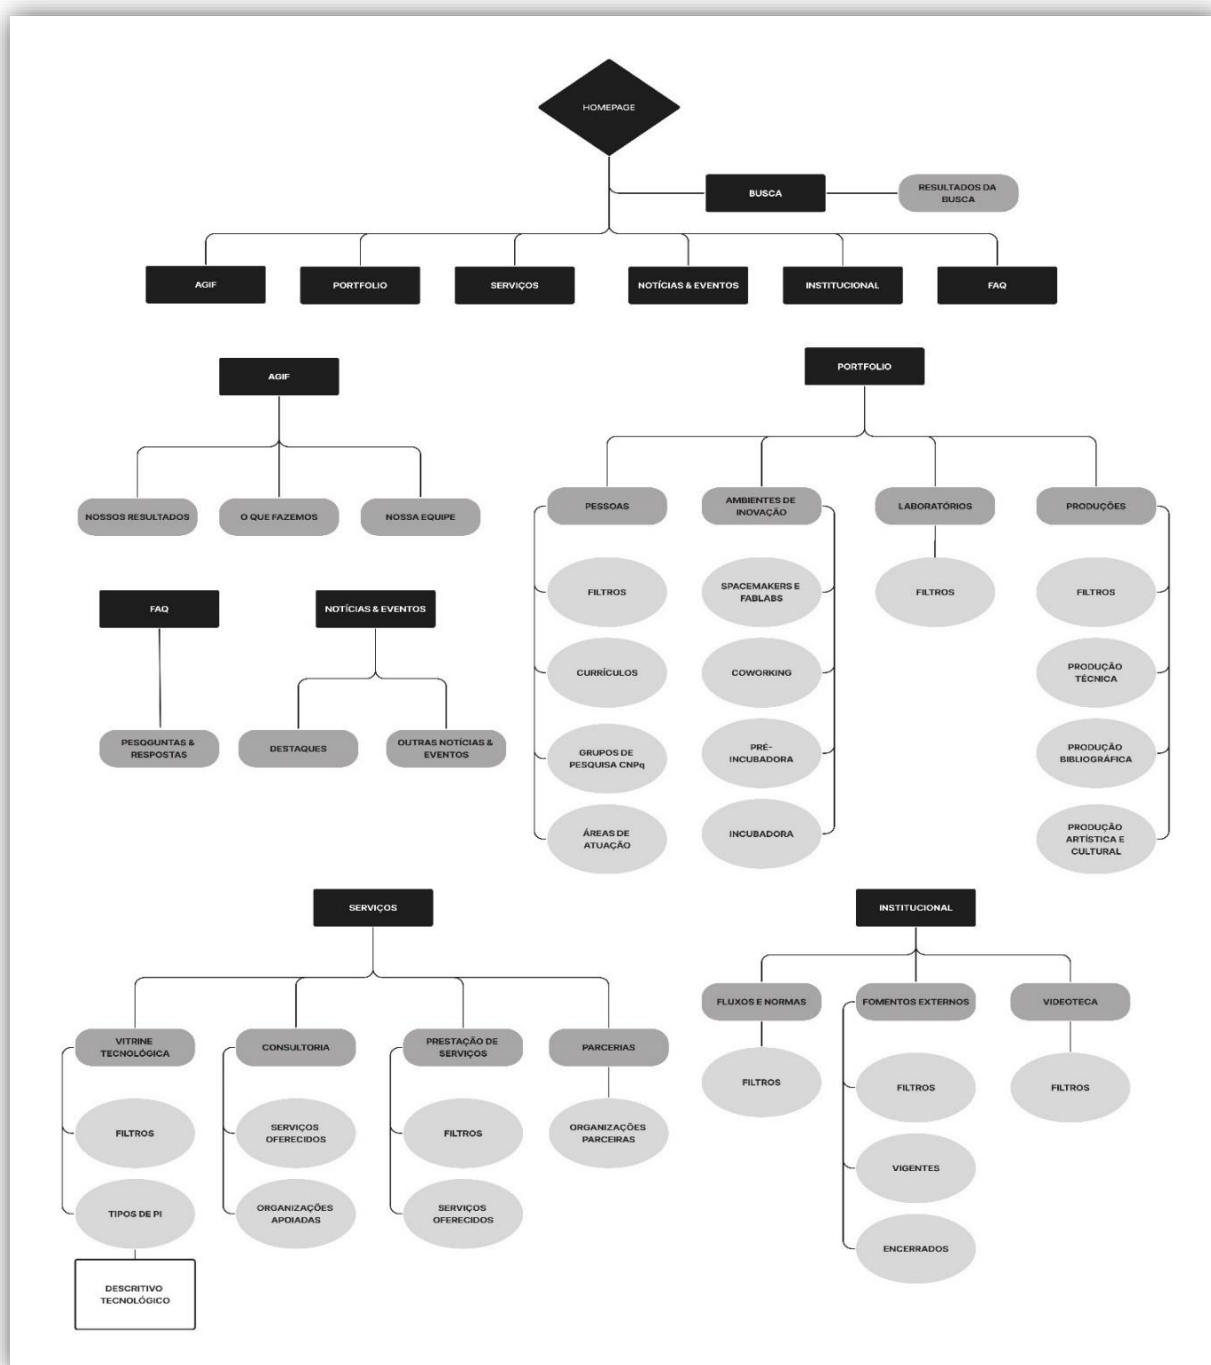 HOMEPAGE
BUSCA
RESULTADOS DA
BUSCA
AGIF
PORTFOLIO
SERVIÇOS
NOTÍCIAS & EVENTOS
INSTITUCIONAL
FAQ
AGIF
NOSSOS RESULTADOS
O QUE FAZEMOS
NOSSA EQUIPE
PORTFOLIO
PESSOAS
FILTROS
CURRÍCULOS
GRUPOS DE
PESQUISA CNPq
ÁREAS DE
ATUAÇÃO
AMBIENTES DE
INOVAÇÃO
SPACEMAKERS E
FABLABS
COWORKING
PRÉ-
INCUBADORA
INCUBADORA
LABORATÓRIOS
FILTROS
PRODUÇÕES
FILTROS
PRODUÇÃO
TÉCNICA
PRODUÇÃO
BIBLIOGRÁFICA
PRODUÇÃO
ARTÍSTICA E
CULTURAL
FAQ
PESQGUNTAS &
RESPOSTAS
NOTÍCIAS & EVENTOS
DESTAQUES
OUTRAS NOTÍCIAS &
EVENTOS
SERVIÇOS
VITRINE
TECNOLÓGICA
FILTROS
TIPOS DE PI
DESCRITIVO
TECNOLÓGICO
CONSULTORIA
SERVIÇOS
OFERECIDOS
ORGANIZAÇÕES
APOIADAS
PRESTAÇÃO DE
SERVIÇOS
FILTROS
SERVIÇOS
OFERECIDOS
PARCERIAS
ORGANIZAÇÕES
PARCEIRAS
INSTITUCIONAL
FLUXOS E NORMAS
FILTROS
FOMENTOS EXTERNOS
FILTROS
VIGENTES
ENCERRADOS
VIDEOTECA
FILTROS